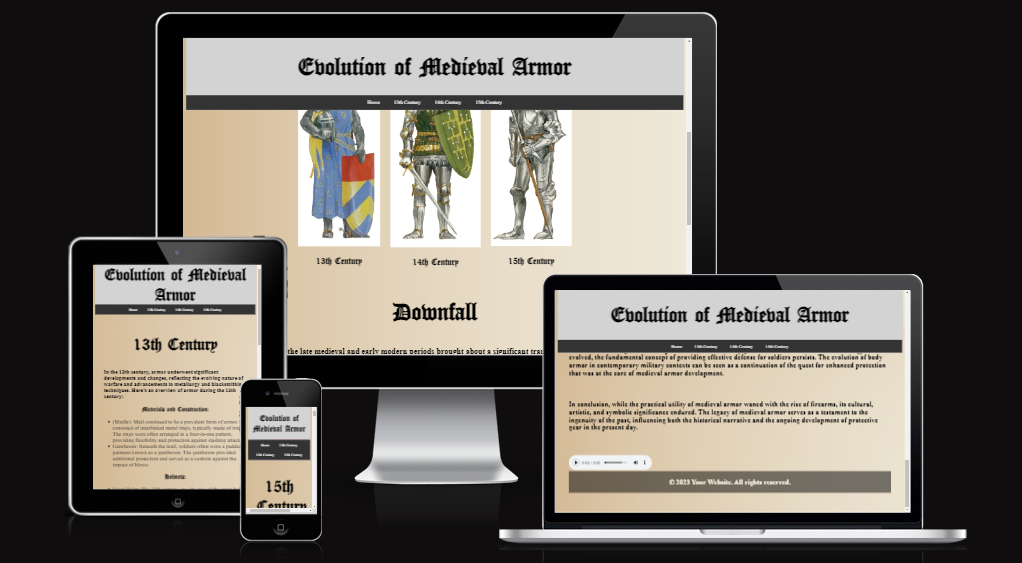 Evolution of Medieval Armor
Home 13th Century 14th Century 15th Century
13th Century 14th Century 15th Century
Downfall
the late medieval and early modern periods brought about a significant
Evolution of Medieval
Armor
Home 13th Century 14th Century 15th Century
13th Century
In the 13th century, armor underwent significant
developments and changes, reflecting the evolving nature of
warfare and advancements in metallurgy and blacksmithing
techniques. Here's an overview of armor during the 13th
century:
Materials and Construction:
(Maille): Mail continued to be a prevalent form of armor
consisted of interlinked metal rings, typically made of
The rings were often arranged in a four-in-one pattern,
providing flexibility and protection against slashing
Gambeson: Beneath the mail, soldiers often wore a
garment known as a gambeson. The gambeson provided
additional protection and served as a cushion against the
impact of blows.
Helmets:
Evolution of
Medieval Armor
Home 13th Century
14th Century 15th Century
15th
Century
Evolution of Medieval Armor
Home 13th Century 14th Century 15th Century
evolved, the fundamental concept of providing effective defense for soldiers persists. The evolution of body
armor in contemporary military contexts can be seen as a continuation of the quest for enhanced protection
that was at the core of medieval armor development.
In conclusion, while the practical utility of medieval armor waned with the rise of firearms, its cultural,
artistic, and symbolic significance endured. The legacy of medieval armor serves as a testament to the
ingenuity of the past, influencing both the historical narrative and the ongoing development of protective
gear in the present day.
0:00 / 0:00
© 2023 Your Website. All rights reserved.